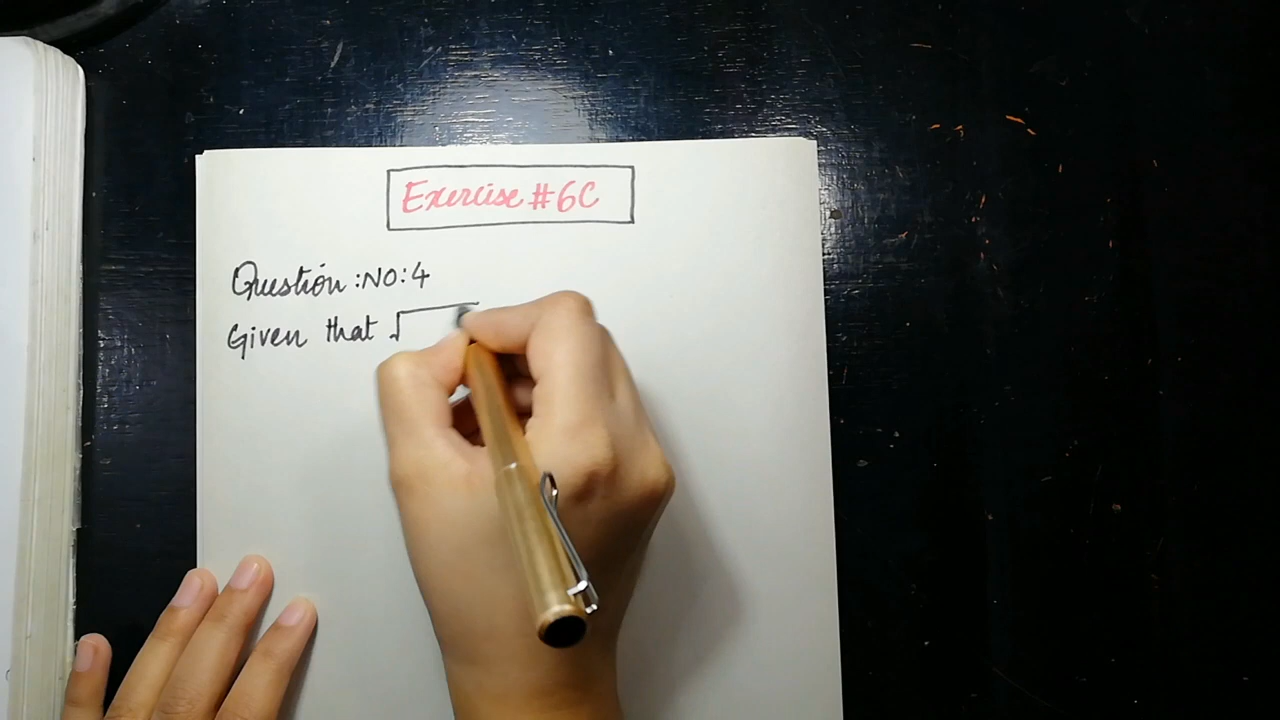 Exercise #6C
Question :NO:4
Given that √